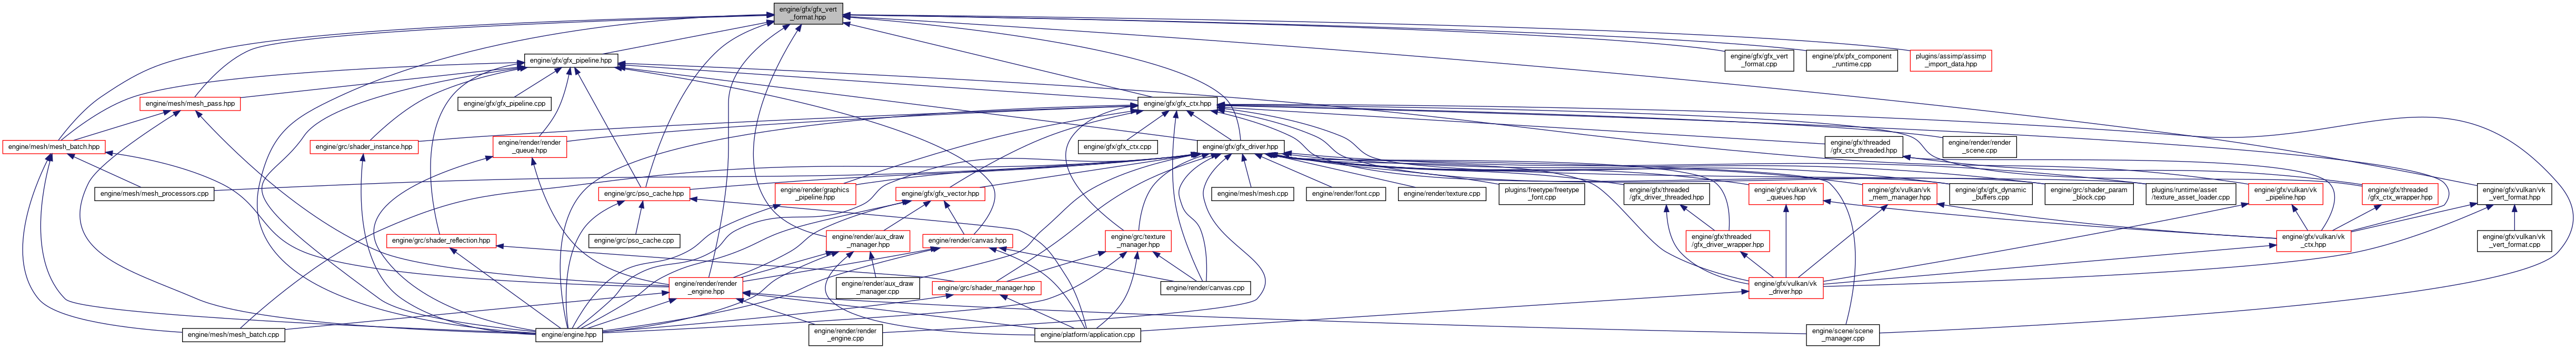 engine/gfx/gfx_vert
_format.hpp
engine/gfx/gfx_pipeline.hpp
engine/gfx/gfx_vert
_format.cpp
engine/gfx/pfx_component
_runtime.cpp
plugins/assimp/assimp
_import_data.hpp
engine/mesh/mesh_pass.hpp
engine/gfx/gfx_pipeline.cpp
engine/gfx/gfx_ctx.hpp
engine/mesh/mesh_batch.hpp
engine/grc/shader_instance.hpp
engine/render/render
_queue.hpp
engine/gfx/gfx_ctx.cpp
engine/gfx/gfx_driver.hpp
engine/gfx/threaded
/gfx_ctx_threaded.hpp
engine/render/render
_scene.cpp
engine/mesh/mesh_processors.cpp
engine/grc/pso_cache.hpp
engine/render/graphics
_pipeline.hpp
engine/gfx/gfx_vector.hpp
engine/mesh/mesh.cpp
engine/render/font.cpp
engine/render/texture.cpp
plugins/freetype/freetype
_font.cpp
engine/gfx/threaded
/gfx_driver_threaded.hpp
engine/gfx/vulkan/vk
_queues.hpp
engine/gfx/vulkan/vk
_mem_manager.hpp
engine/gfx/gfx_dynamic
_buffers.cpp
engine/grc/shader_param
_block.cpp
plugins/runtime/asset
/texture_asset_loader.cpp
engine/gfx/vulkan/vk
_pipeline.hpp
engine/gfx/threaded
/gfx_ctx_wrapper.hpp
engine/gfx/vulkan/vk
_vert_format.hpp
engine/grc/shader_reflection.hpp
engine/grc/pso_cache.cpp
engine/render/aux_draw
_manager.hpp
engine/render/canvas.hpp
engine/grc/texture
_manager.hpp
engine/gfx/threaded
/gfx_driver_wrapper.hpp
engine/gfx/vulkan/vk
_ctx.hpp
engine/gfx/vulkan/vk
_vert_format.cpp
engine/render/render
_engine.hpp
engine/render/aux_draw
_manager.cpp
engine/grc/shader_manager.hpp
engine/render/canvas.cpp
engine/gfx/vulkan/vk
_driver.hpp
engine/mesh/mesh_batch.cpp
engine/engine.hpp
engine/render/render
_engine.cpp
engine/platform/application.cpp
engine/scene/scene
_manager.cpp